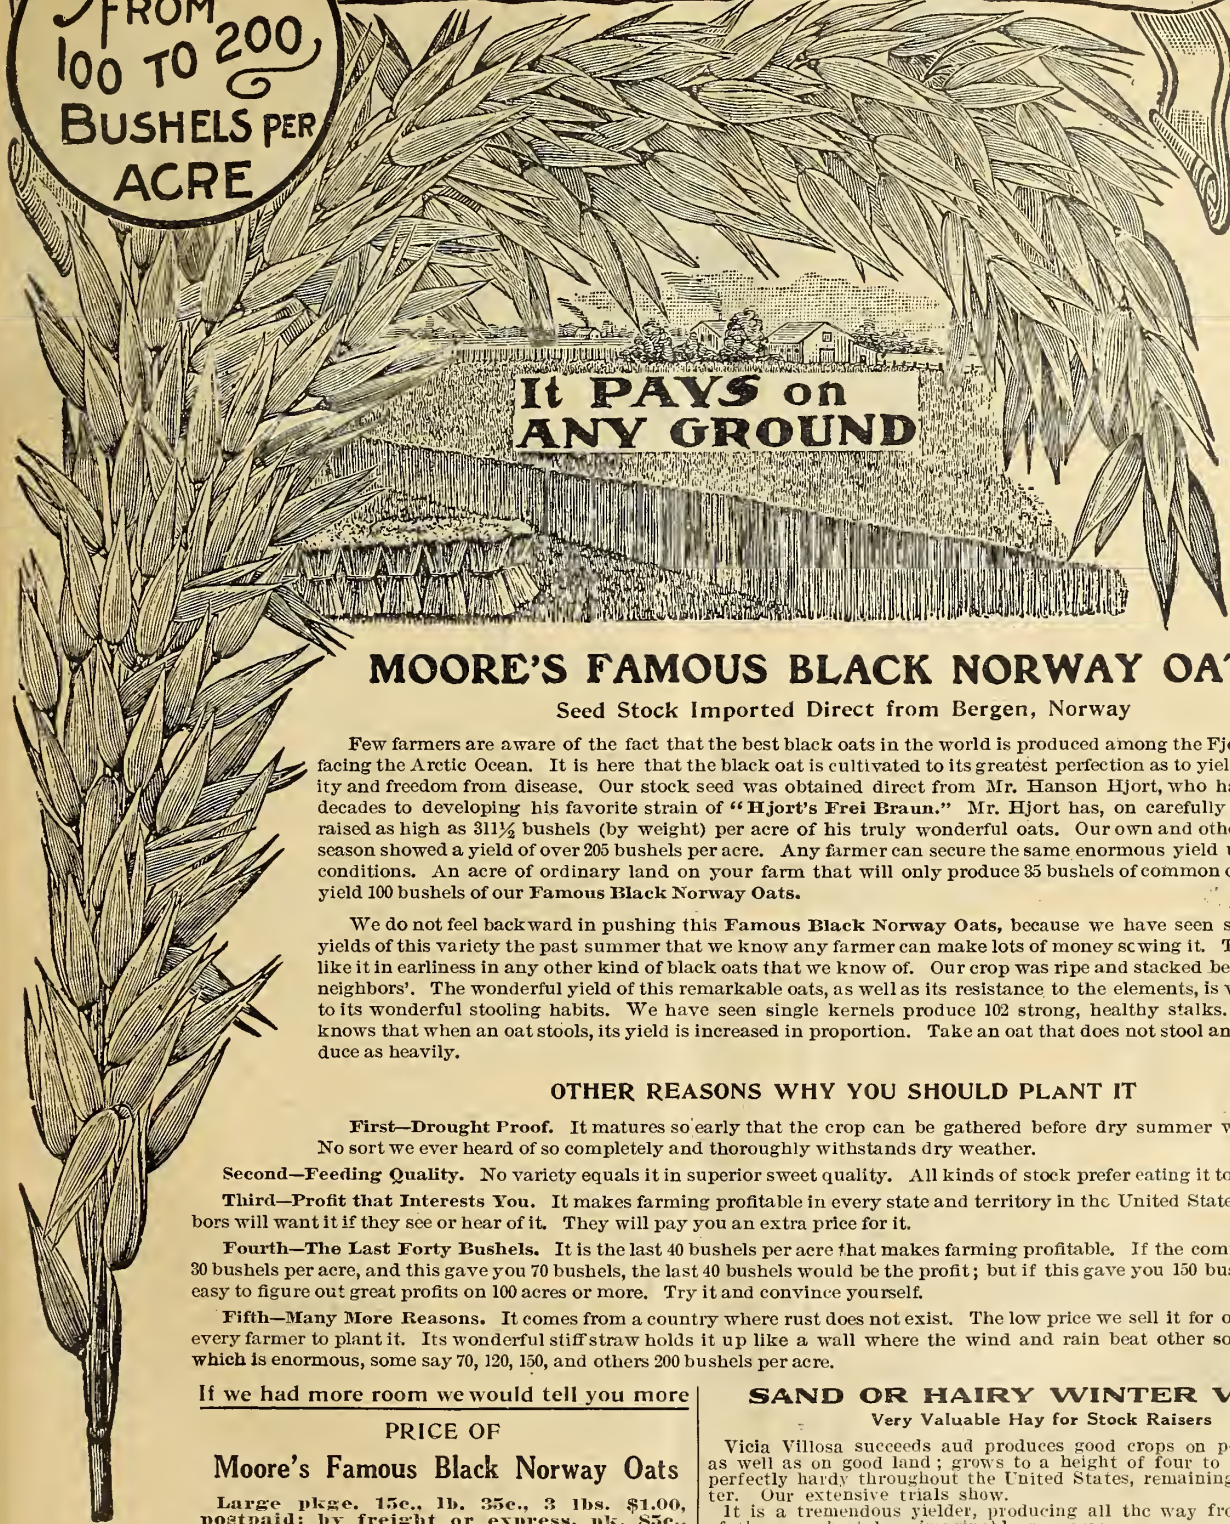 FROM
100 TO 200
BUSHELS PER
ACRE
It PAYS on
ANY GROUND
MOORE'S FAMOUS BLACK NORWAY
Seed Stock Imported Direct from Bergen, Norway
Few farmers are aware of the fact that the best black oats in the world is produced among the
facing the Arctic Ocean. It is here that the black oat is cultivated to its greatest perfection as to
ity and freedom from disease. Our stock seed was obtained direct from Mr. Hanson Hjort, who
decades to developing his favorite strain of "Hjort's Frei Braun." Mr. Hjort has, on carefully
raised as high as 311½ bushels (by weight) per acre of his truly wonderful oats. Our own and
season showed a yield of over 205 bushels per acre. Any farmer can secure the same enormous yield
conditions. An acre of ordinary land on your farm that will only produce 35 bushels of common
yield 100 bushels of our Famous Black Norway Oats.
We do not feel backward in pushing this Famous Black Norway Oats, because we have seen
yields of this variety the past summer that we know any farmer can make lots of money sowing it.
like it in earliness in any other kind of black oats that we know of. Our crop was ripe and stacked
neighbors'. The wonderful yield of this remarkable oats, as well as its resistance to the elements, is
to its wonderful stooling habits. We have seen single kernels produce 102 strong, healthy stalks.
knows that when an oat stools, its yield is increased in proportion. Take an oat that does not stool
duce as heavily.
OTHER REASONS WHY YOU SHOULD PLANT IT
First—Drought Proof. It matures so early that the crop can be gathered before dry summer
No sort we ever heard of so completely and thoroughly withstands dry weather.
Second—Feeding Quality. No variety equals it in superior sweet quality. All kinds of stock prefer eating it to
Third—Profit that Interests You. It makes farming profitable in every state and territory in the United
bors will want it if they see or hear of it. They will pay you an extra price for it.
Fourth—The Last Forty Bushels. It is the last 40 bushels per acre that makes farming profitable. If the
30 bushels per acre, and this gave you 70 bushels, the last 40 bushels would be the profit; but if this gave you 150
easy to figure out great profits on 100 acres or more. Try it and convince yourself.
Fifth—Many More Reasons. It comes from a country where rust does not exist. The low price we sell it for
every farmer to plant it. Its wonderful stiff straw holds it up like a wall where the wind and rain beat other
which is enormous, some say 70, 120, 150, and others 200 bushels per acre.
If we had more room we would tell you more
PRICE OF
Moore's Famous Black Norway Oats
Large pkge. 15c., lb. 35c., 3 lbs. $1.00,
postpaid; by freight or express, pk. 85c.,
SAND OR HAIRY WINTER
Very Valuable Hay for Stock Raisers
Vicia Villosa succeeds and produces good crops on
as well as on good land; grows to a height of four to
perfectly hardy throughout the United States, remaining
ter. Our extensive trials show.
It is a tremendous yielder, producing all the way